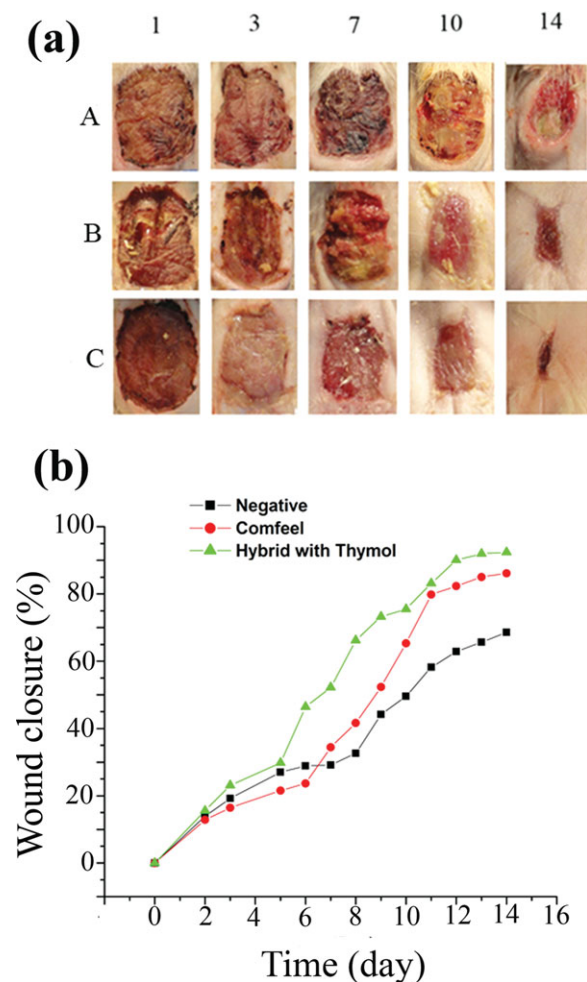 (a)
1 3 7 10 14
A
B
C
(b)
Negative
Comfeel
Hybrid with Thymol
100
80
60
40
20
0
Wound closure (%)
0 2 4 6 8 10 12 14 16
Time (day)